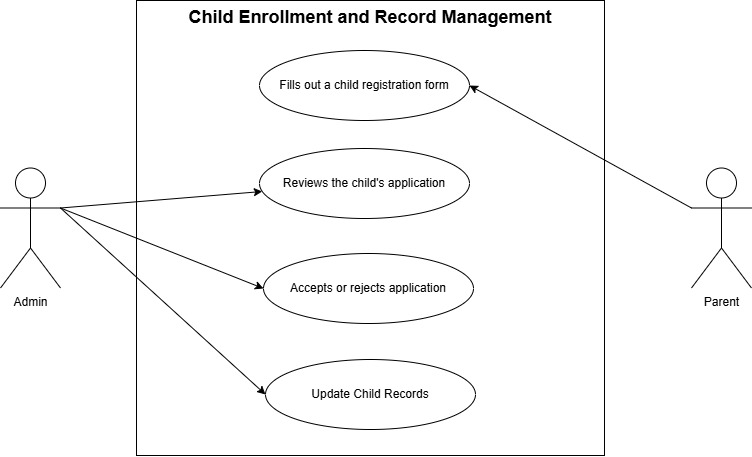 Child Enrollment and Record Management
Fills out a child registration form
Reviews the child's application
Accepts or rejects application
Update Child Records
Admin
Parent